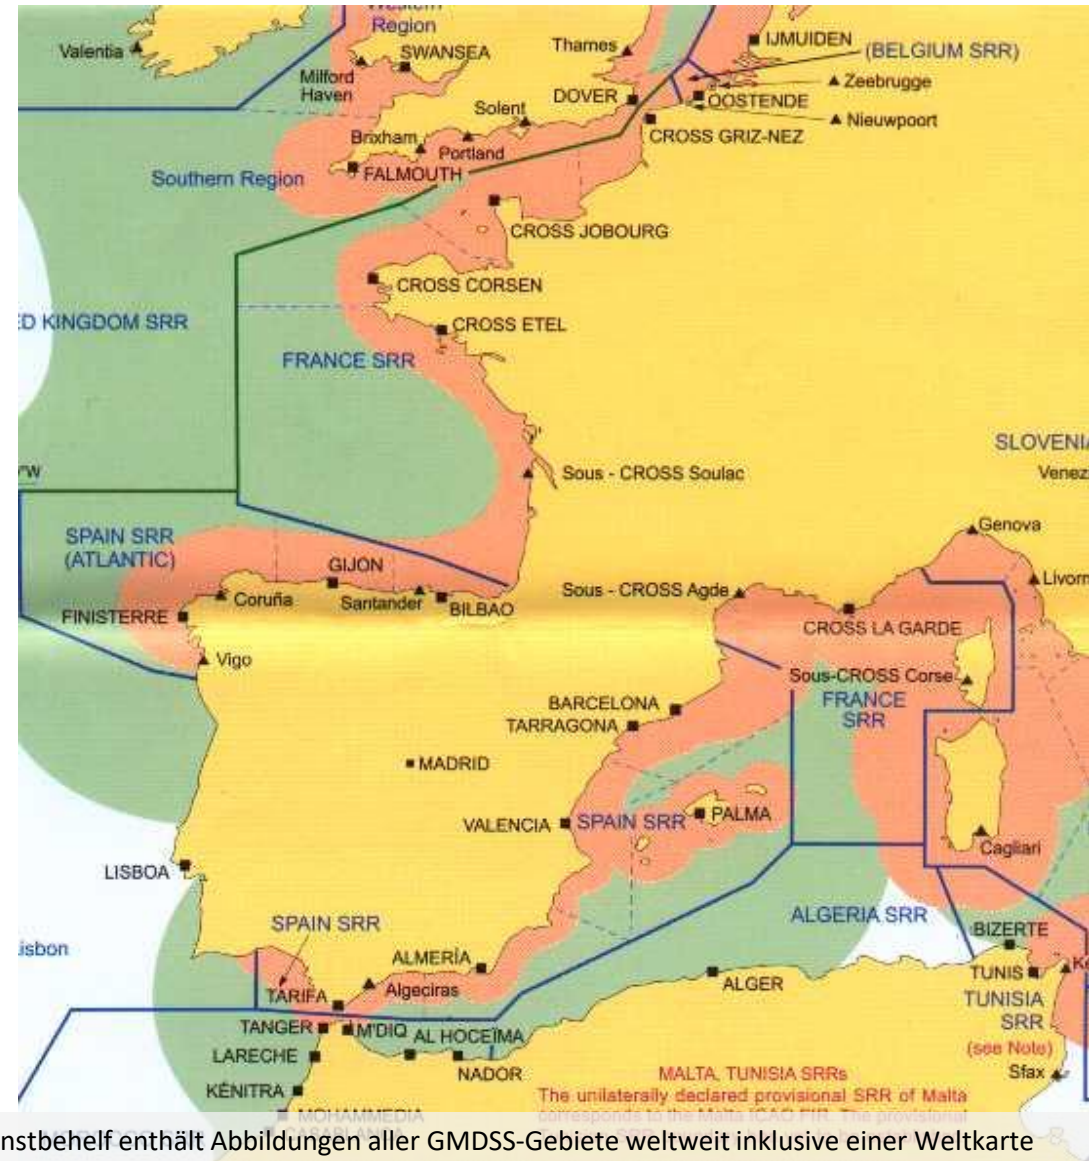 Western
Region
Valentia
SWANSEA
Thames
IJMUIDEN
(BELGIUM SRR)
Milford
Haven
Zeebrugge
DOVER
OOSTENDE
Solent
Nieuwpoort
Brixham
Portland
CROSS GRIZ-NEZ
Southern Region
FALMOUTH
CROSS JOBOURG
CROSS CORSEN
D KINGDOM SRR
CROSS ETEL
FRANCE SRR
SLOVENIA
"W
Sous - CROSS Soulac
Venez
SPAIN SRR
(ATLANTIC)
Genova
GIJON
Livorn
Coruña
Santander
BILBAO
Sous - CROSS Agde
FINISTERRE
CROSS LA GARDE
Vigo
Sous-CROSS Corse
BARCELONA
FRANCE
SRR
TARRAGONA
MADRID
VALENCIA
SPAIN SRR
PALMA
Cagliari
LISBOA
SPAIN SRR
ALGERIA SRR
BIZERTE
isbon
ALMERÍA
TUNIS
Ke
ALGER
TARIFA
Algeciras
TUNISIA
SRR
TANGER
M'DIQ
AL HOCEÏMA
(see Note)
LARECHE
NADOR
Sfax
MALTA, TUNISIA SRRs
KÉNITRA
The unilaterally declared provisional SRR of Malta
MOHAMMEDIA
corresponds to the Malta ICAO FIR. The provisional
CASABLANCA
nstbehelf enthält Abbildungen aller GMDSS-Gebiete weltweit inklusive einer Weltkarte